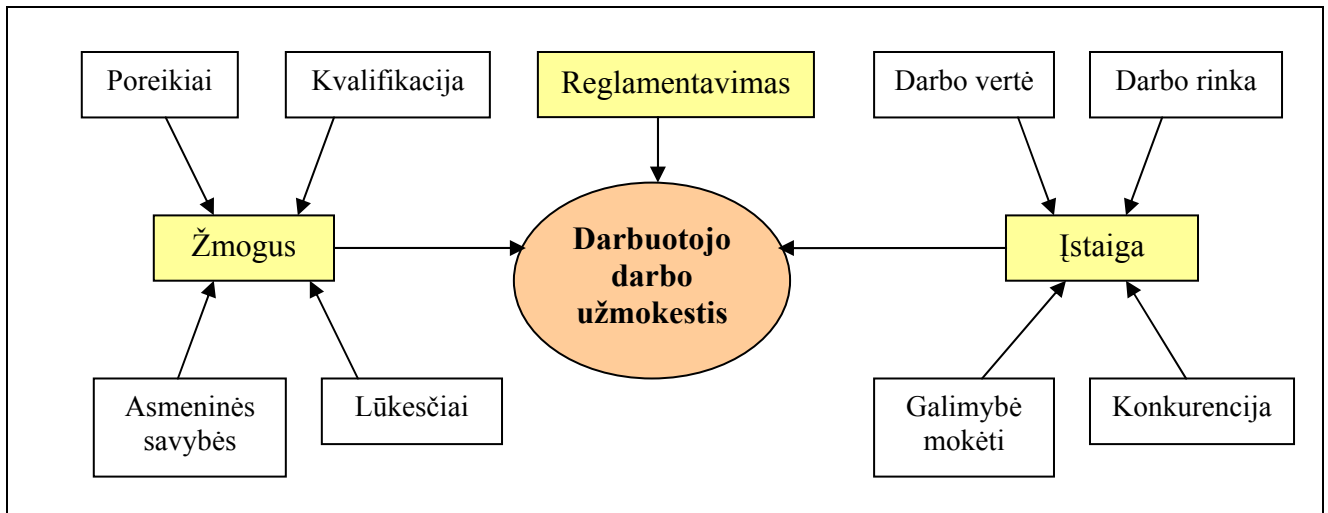 Poreikiai
Kvalifikacija
Reglamentavimas
Darbo vertė
Darbo rinka
Žmogus
Darbuotojo
darbo
užmokestis
Įstaiga
Asmeninės
savybės
Lūkesčiai
Galimybė
mokėti
Konkurencija